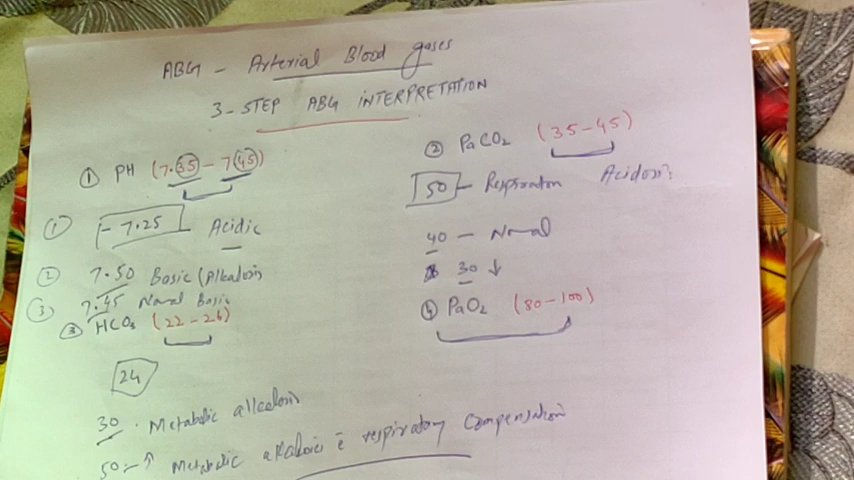 ABG - Arterial Blood gases
3-STEP ABG INTERPRETATION
① PH (7.35 - 7.45)
① - 7.25 - Acidic
② 7.50 Basic (Alkalosis
③ 7.45 Normal Basic
③ HCO3 (22 - 26)
24
30 . Metabolic alkalosis
50 - ↑ Metabolic alkalosis c̄ respiratory Compensation
② PaCO2 (35-45)
50 - Respiration Acidosis
40 - Normal
30 ↓
④ PaO2 (80-100)